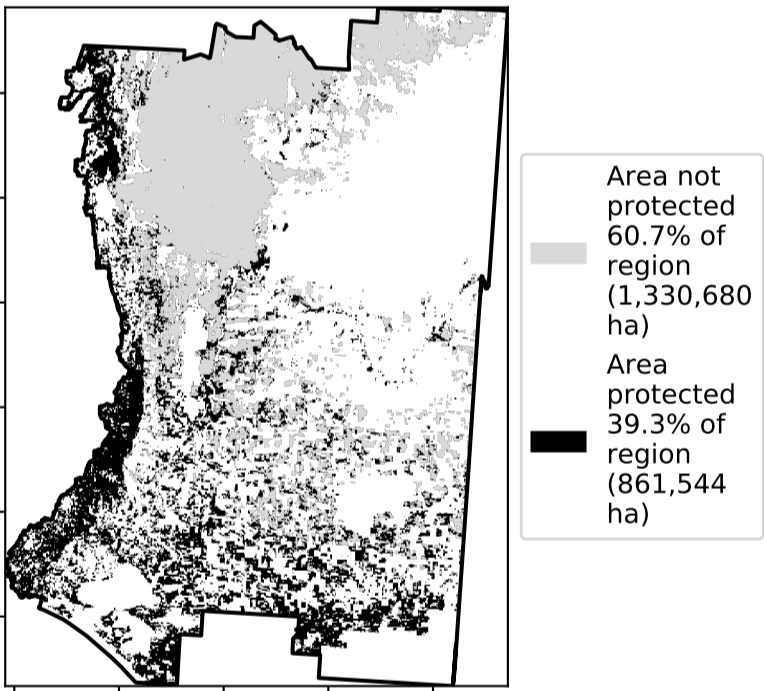 Area not
protected
60.7% of
region
(1,330,680
ha)
Area
protected
39.3% of
region
(861,544
ha)